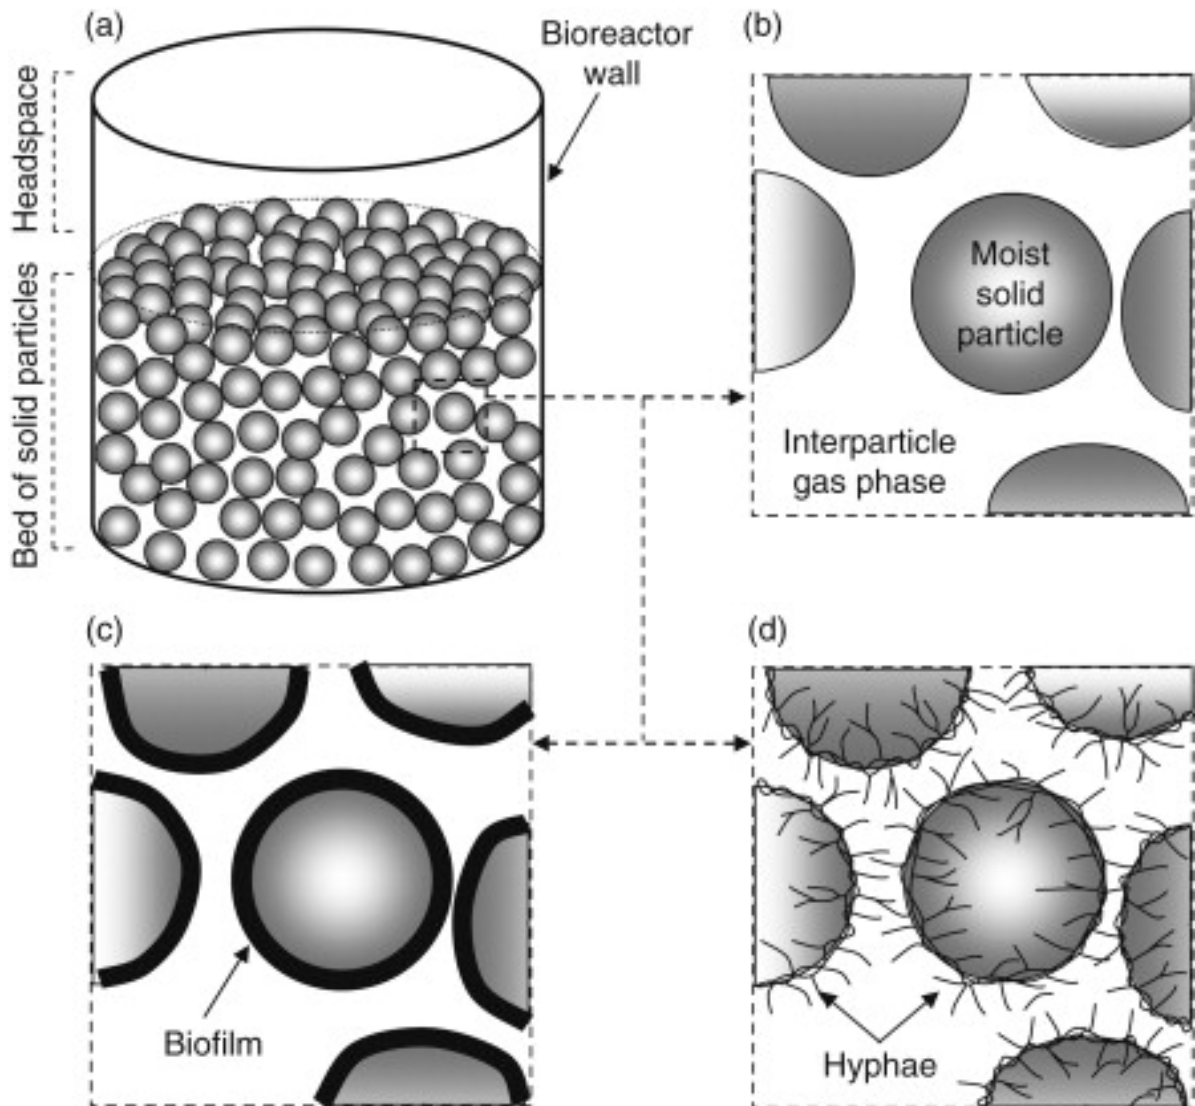 (a)
Bioreactor
wall
Headspace
Bed of solid particles
(b)
Moist
solid
particle
Interparticle
gas phase
(c)
Biofilm
(d)
Hyphae